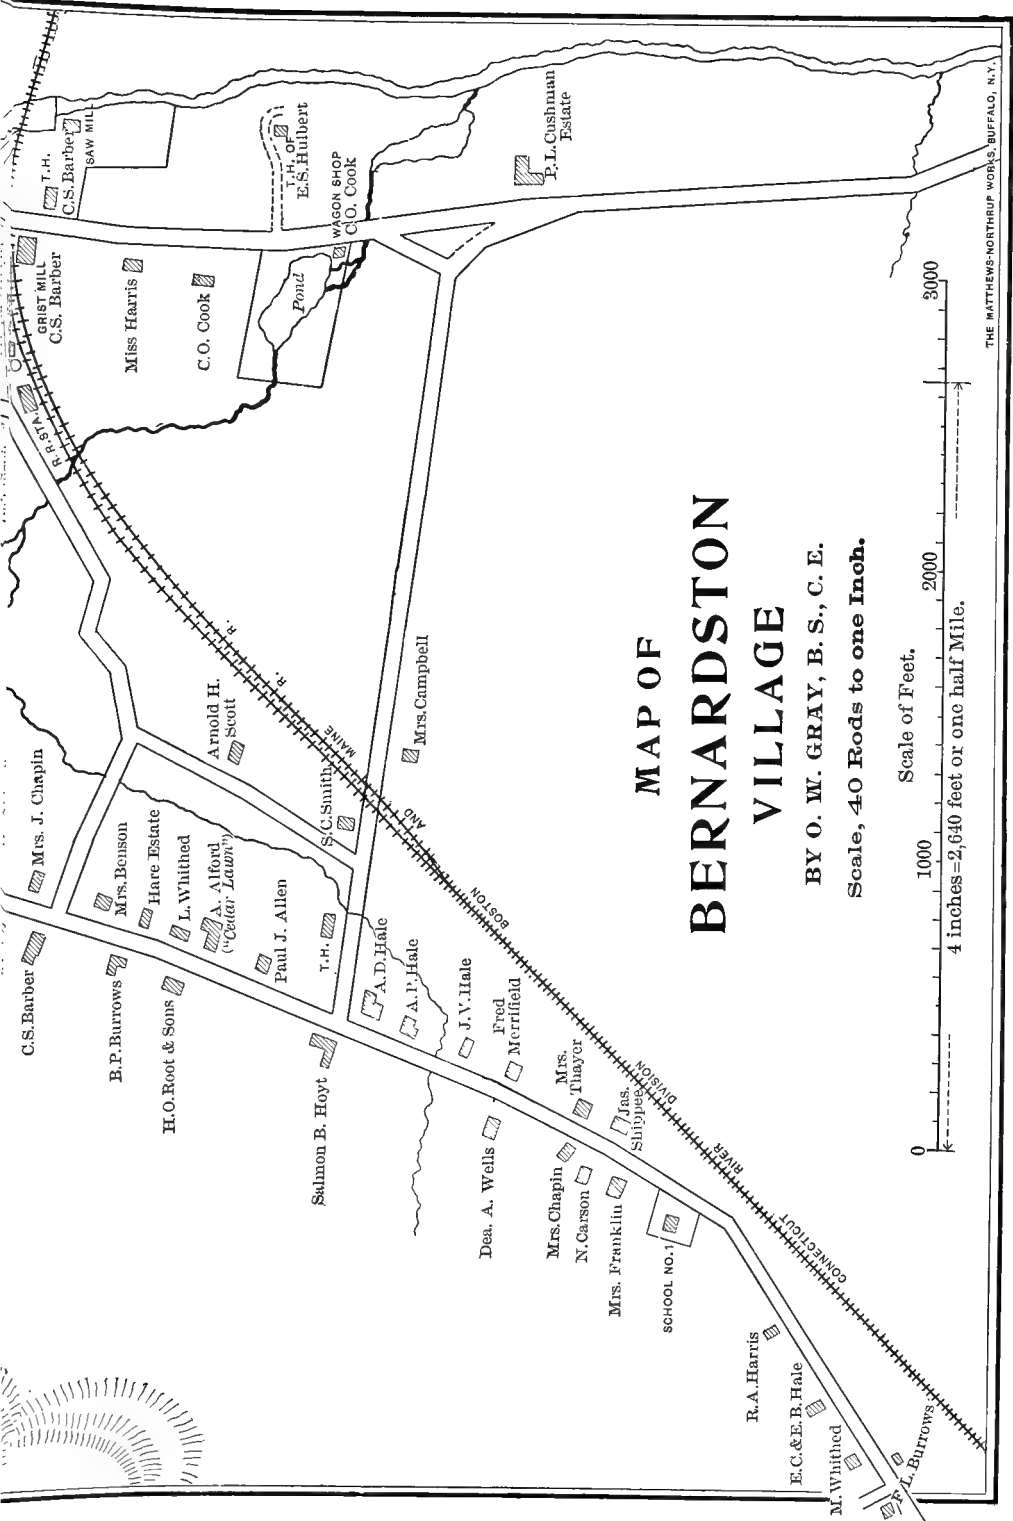 MAP OF
BERNARDSTON
VILLAGE
BY O. W. GRAY, B. S., C. E.
Scale, 40 Rods to one Inch.
Scale of Feet.
0 1000 2000 3000
4 inches=2,640 feet or one half Mile.
THE MATTHEWS-NORTHRUP WORKS, BUFFALO, N.Y.
C.S. Barber
Mrs. J. Chapin
B.P. Burrows
Mrs. Benson
H.O. Root & Sons
Hare Estate
L. Whithed
A. Alford
("Cedar Lawn")
Paul J. Allen
Arnold H.
Scott
S.C. Smith
T.H.
Salmon B. Hoyt
A.D. Hale
A.P. Hale
Mrs. Campbell
J.V. Hale
Fred
Merrifield
Dea. A. Wells
Mrs.
Thayer
Mrs. Chapin
N. Carson
Jas.
Shippee
Mrs. Franklin
SCHOOL NO. 1
R.A. Harris
E.C. & E.B. Hale
M. Whithed
F.L. Burrows
CONNECTICUT RIVER DIVISION BOSTON AND MAINE R. R.
R.R. STA.
GRIST MILL
C.S. Barber
T.H.
C.S. Barber
SAW MILL
Miss Harris
C.O. Cook
Pond
T.H. OF
E.S. Hulbert
WAGON SHOP
C.O. Cook
P.L. Cushman
Estate